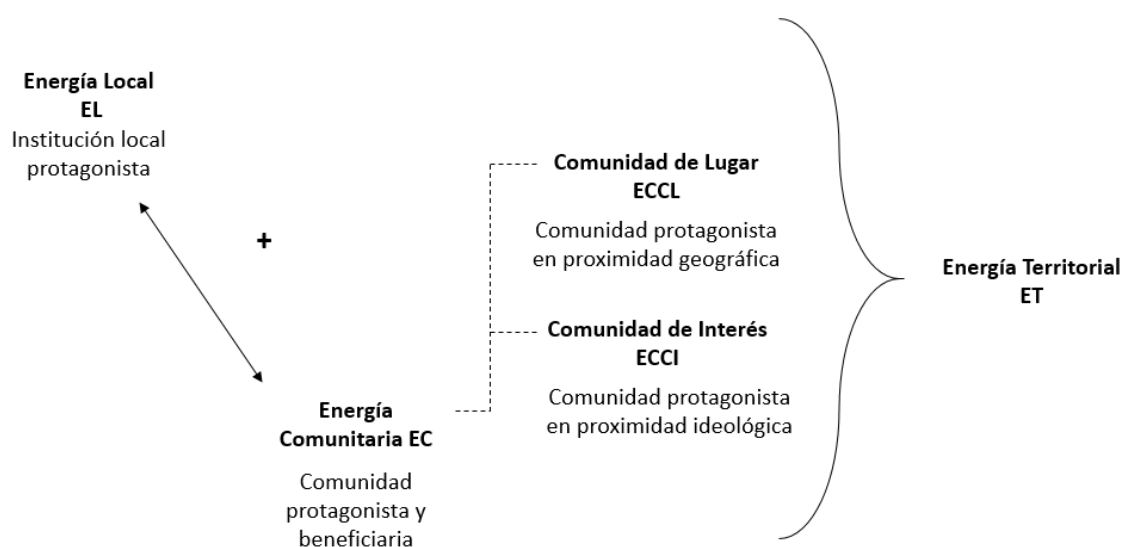 Energía Local
EL
Institución local
protagonista
+
Energía
Comunitaria EC
Comunidad
protagonista y
beneficiaria
Comunidad de Lugar
ECCL
Comunidad protagonista
en proximidad geográfica
Comunidad de Interés
ECCI
Comunidad protagonista
en proximidad ideológica
Energía Territorial
ET